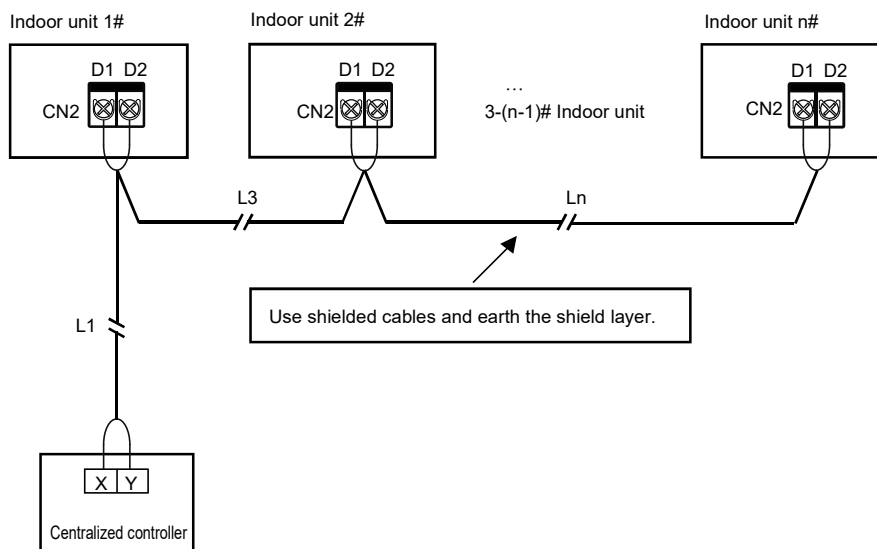 Indoor unit 1#
Indoor unit 2#
Indoor unit n#
D1 D2
CN2
D1 D2
CN2
...
3-(n-1)# Indoor unit
D1 D2
CN2
L3
Ln
Use shielded cables and earth the shield layer.
L1
X Y
Centralized controller